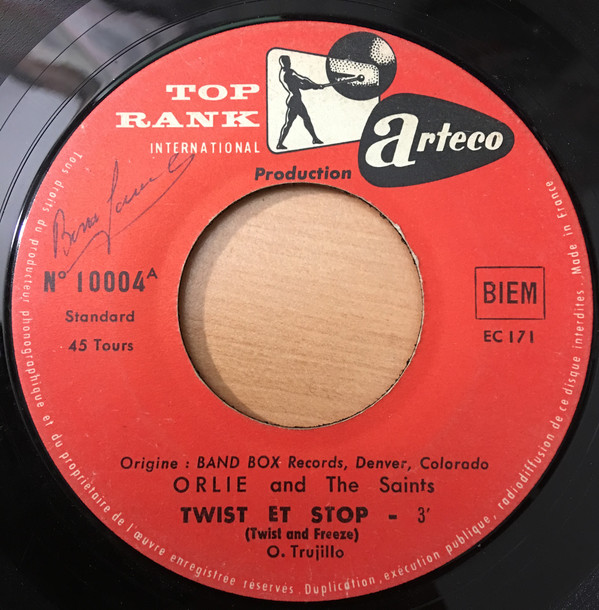 TOP
RANK
INTERNATIONAL
arteco
Production
Nº 10004A
Standard
45 Tours
BIEM
EC 171
Origine : BAND BOX Records, Denver, Colorado
ORLIE and The Saints
TWIST ET STOP - 3'
(Twist and Freeze)
O. Trujillo
Tous droits du producteur phonographique et du propriétaire de l'œuvre enregistrée réservés. Duplication, exécution publique, radiodiffusion de ce disque interdites. Made in France